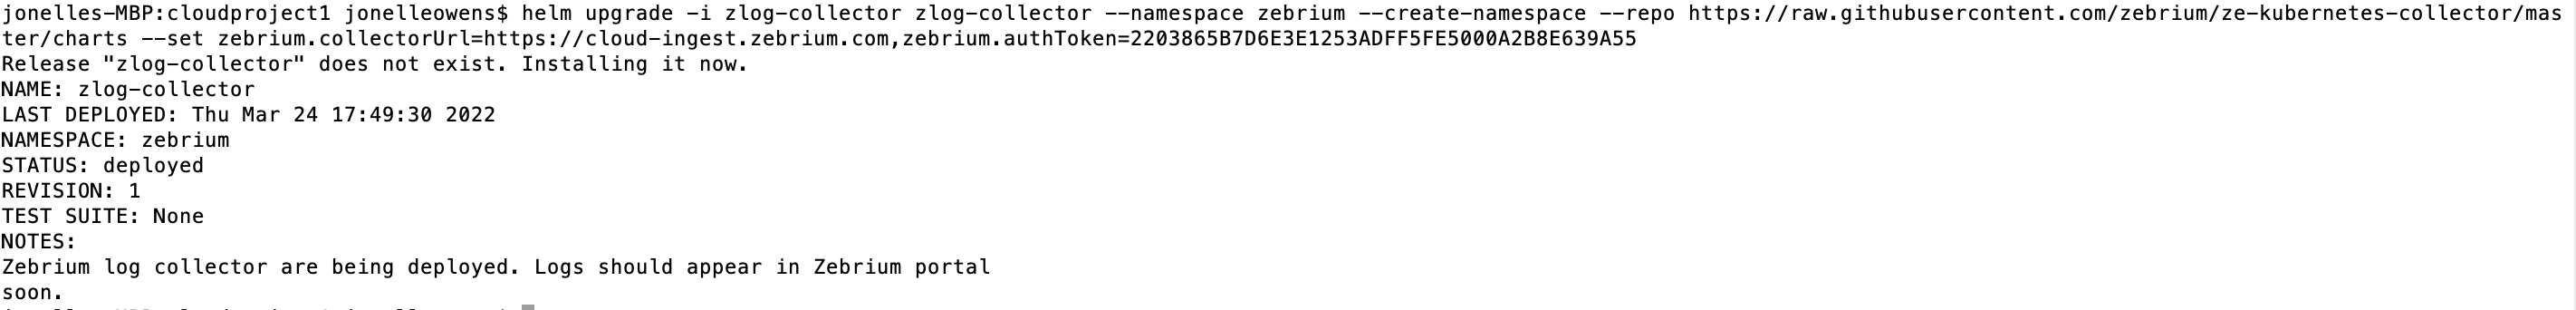 jonelles-MBP:cloudproject1 jonelleowens$ helm upgrade -i zlog-collector zlog-collector --namespace zebrium --create-namespace --repo https://raw.githubusercontent.com/zebrium/ze-kubernetes-collector/mas
ter/charts --set zebrium.collectorUrl=https://cloud-ingest.zebrium.com,zebrium.authToken=2203865B7D6E3E1253ADFF5FE5000A2B8E639A55
Release "zlog-collector" does not exist. Installing it now.
NAME: zlog-collector
LAST DEPLOYED: Thu Mar 24 17:49:30 2022
NAMESPACE: zebrium
STATUS: deployed
REVISION: 1
TEST SUITE: None
NOTES:
Zebrium log collector are being deployed. Logs should appear in Zebrium portal
soon.